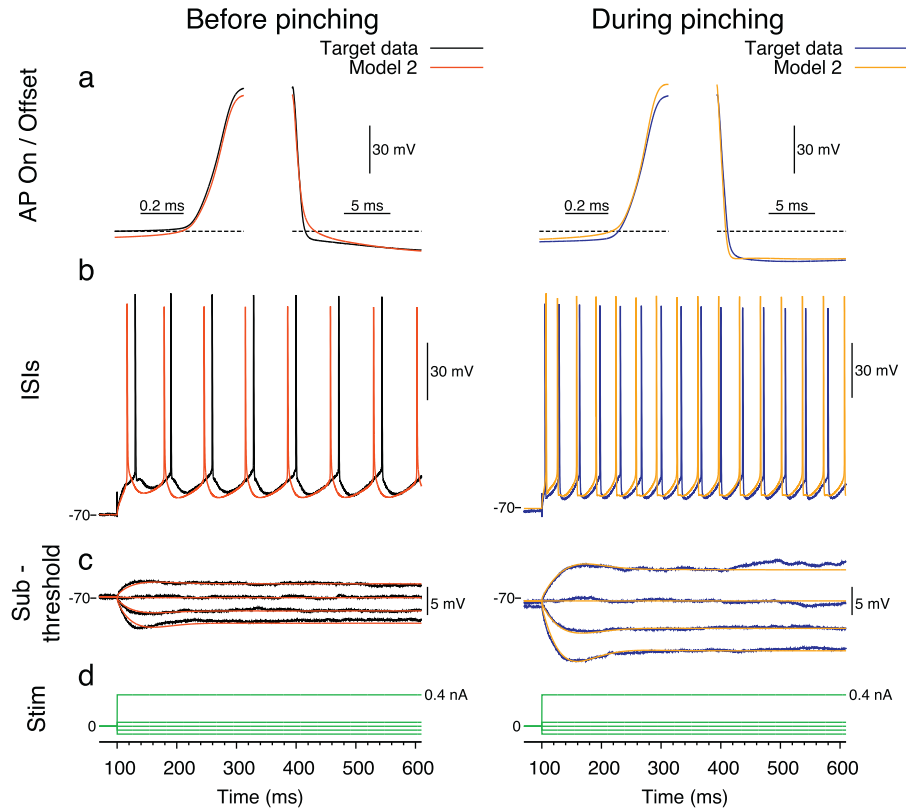 Before pinching
During pinching
Target data
Model 2
Target data
Model 2
a
AP On / Offset
30 mV
30 mV
0.2 ms
5 ms
0.2 ms
5 ms
b
ISIs
30 mV
30 mV
-70
-70
c
Sub -
threshold
-70
5 mV
-70
5 mV
d
Stim
0.4 nA
0.4 nA
0
0
100 200 300 400 500 600
100 200 300 400 500 600
Time (ms)
Time (ms)